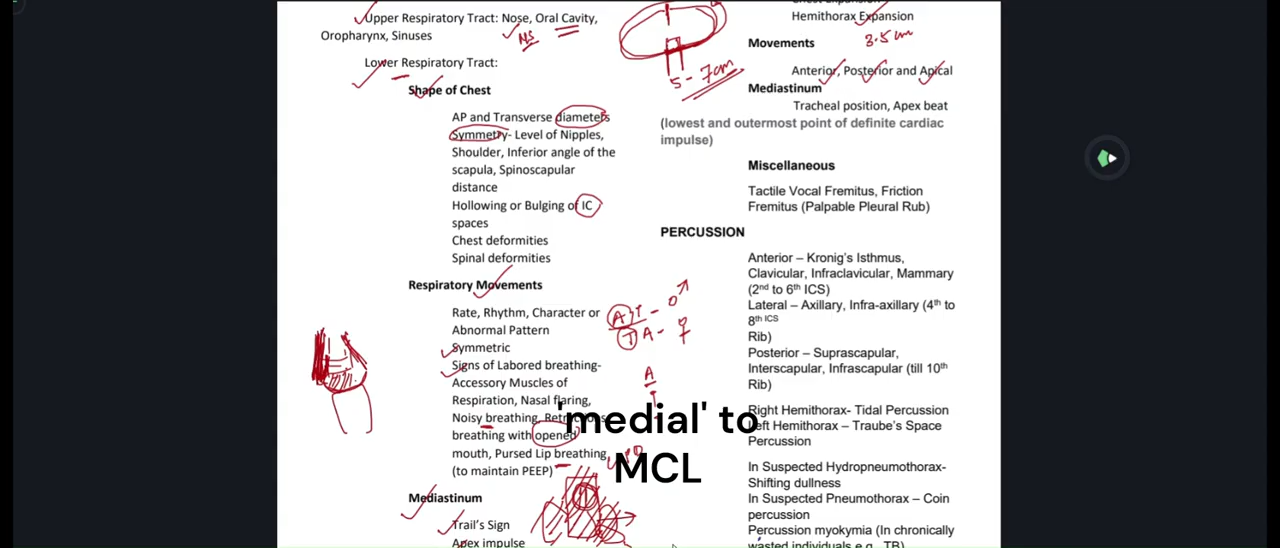 Upper Respiratory Tract: Nose, Oral Cavity,
Oropharynx, Sinuses
NS
Lower Respiratory Tract:
Shape of Chest
AP and Transverse diameters
Symmetry- Level of Nipples,
Shoulder, Inferior angle of the
scapula, Spinoscapular
distance
Hollowing or Bulging of IC
spaces
Chest deformities
Spinal deformities
Respiratory Movements
Rate, Rhythm, Character or
Abnormal Pattern
Symmetric
Signs of Labored breathing-
Accessory Muscles of
Respiration, Nasal flaring,
Noisy breathing, Retractions
breathing with opened
mouth, Pursed Lip breathing
(to maintain PEEP)
Mediastinum
Trail's Sign
Apex impulse
AT - ♂
TA - ♀
A
T
5 - 7cm
Hemithorax Expansion
3.5 cm
Movements
Anterior, Posterior and Apical
Mediastinum
Tracheal position, Apex beat
(lowest and outermost point of definite cardiac
impulse)
Miscellaneous
Tactile Vocal Fremitus, Friction
Fremitus (Palpable Pleural Rub)
PERCUSSION
Anterior – Kronig's Isthmus,
Clavicular, Infraclavicular, Mammary
(2nd to 6th ICS)
Lateral – Axillary, Infra-axillary (4th to
8th ICS
Rib)
Posterior – Suprascapular,
Interscapular, Infrascapular (till 10th
Rib)
Right Hemithorax- Tidal Percussion
Left Hemithorax – Traube's Space
Percussion
In Suspected Hydropneumothorax-
Shifting dullness
In Suspected Pneumothorax – Coin
percussion
Percussion myokymia (In chronically
wasted individuals e.g., TB)
'medial' to
MCL